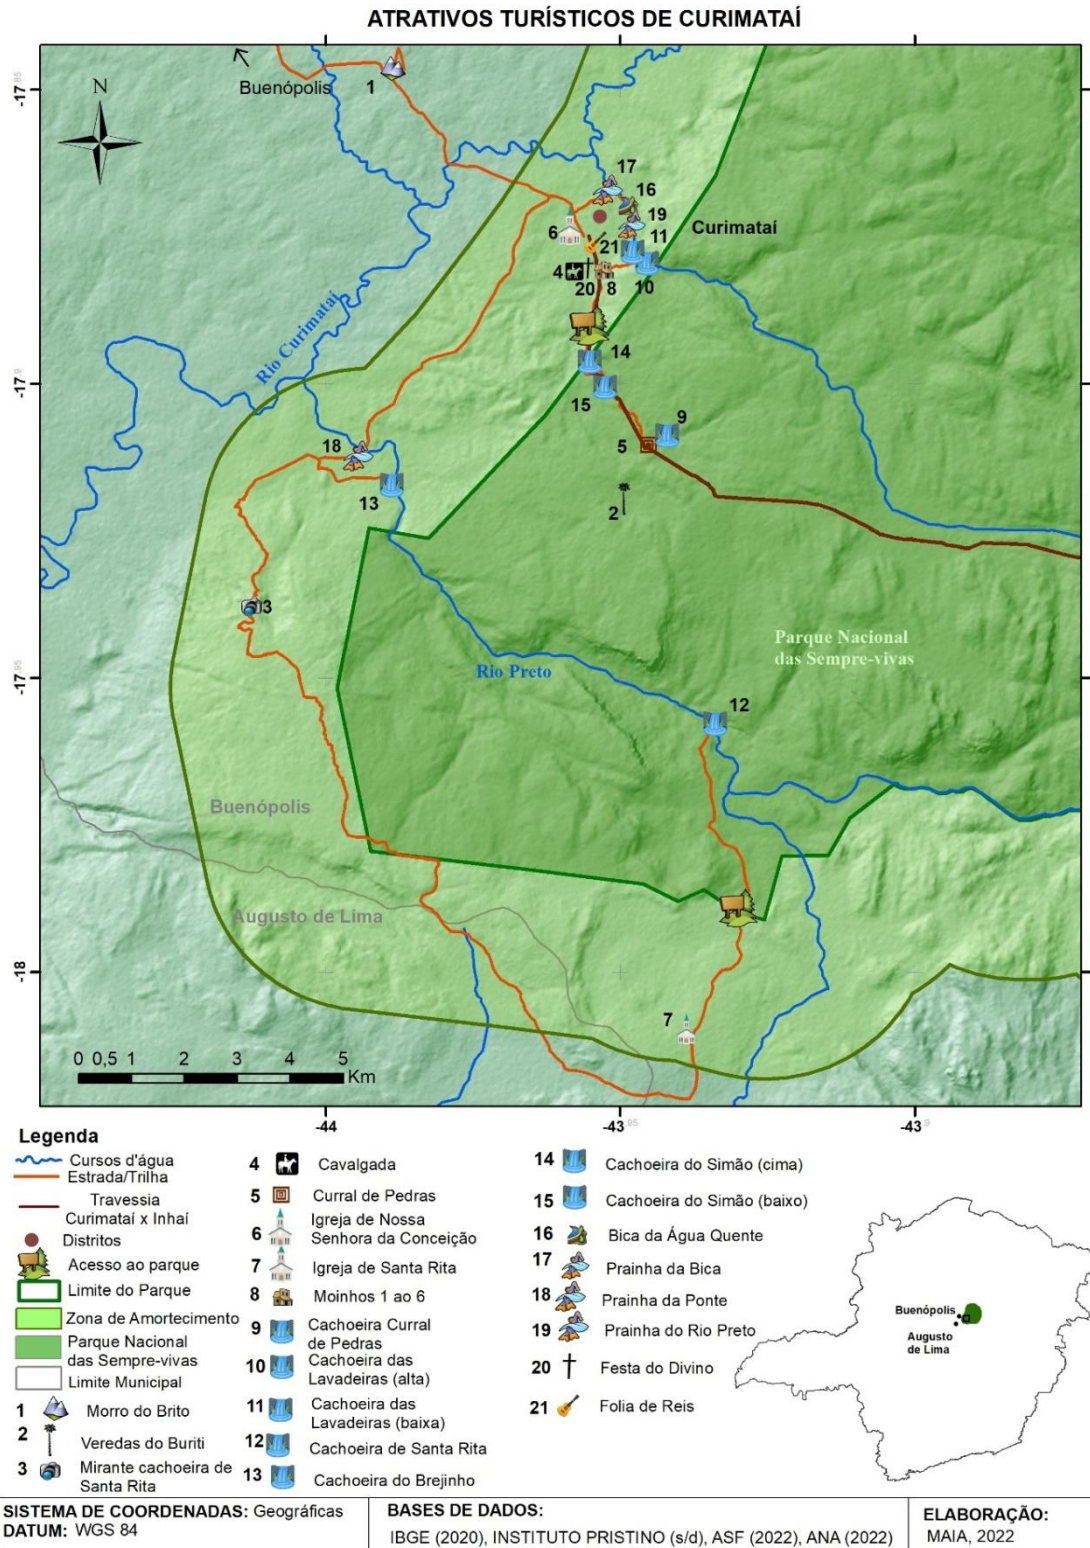 ATRATIVOS TURÍSTICOS DE CURIMATAÍ
-17,85
-17,9
-17,95
-18
N
Buenópolis
1
17
16
19
6
11
Curimataí
21
4
20
8
10
14
15
9
5
2
Rio Curimataí
18
13
3
Rio Preto
Parque Nacional
das Sempre-vivas
12
Buenópolis
Augusto de Lima
7
0 0,5 1 2 3 4 5
Km
-44
-43,95
-43,9
Legenda
Cursos d'água
Estrada/Trilha
Travessia
Curimataí x Inhaí
Distritos
Acesso ao parque
Limite do Parque
Zona de Amortecimento
Parque Nacional
das Sempre-vivas
Limite Municipal
1 Morro do Brito
2 Veredas do Buriti
3 Mirante cachoeira de
Santa Rita
4 Cavalgada
5 Curral de Pedras
6 Igreja de Nossa
Senhora da Conceição
7 Igreja de Santa Rita
8 Moinhos 1 ao 6
9 Cachoeira Curral
de Pedras
10 Cachoeira das
Lavadeiras (alta)
11 Cachoeira das
Lavadeiras (baixa)
12 Cachoeira de Santa Rita
13 Cachoeira do Brejinho
14 Cachoeira do Simão (cima)
15 Cachoeira do Simão (baixo)
16 Bica da Água Quente
17 Prainha da Bica
18 Prainha da Ponte
19 Prainha do Rio Preto
20 Festa do Divino
21 Folia de Reis
Buenópolis
Augusto
de Lima
SISTEMA DE COORDENADAS: Geográficas
DATUM: WGS 84
BASES DE DADOS:
IBGE (2020), INSTITUTO PRISTINO (s/d), ASF (2022), ANA (2022)
ELABORAÇÃO:
MAIA, 2022